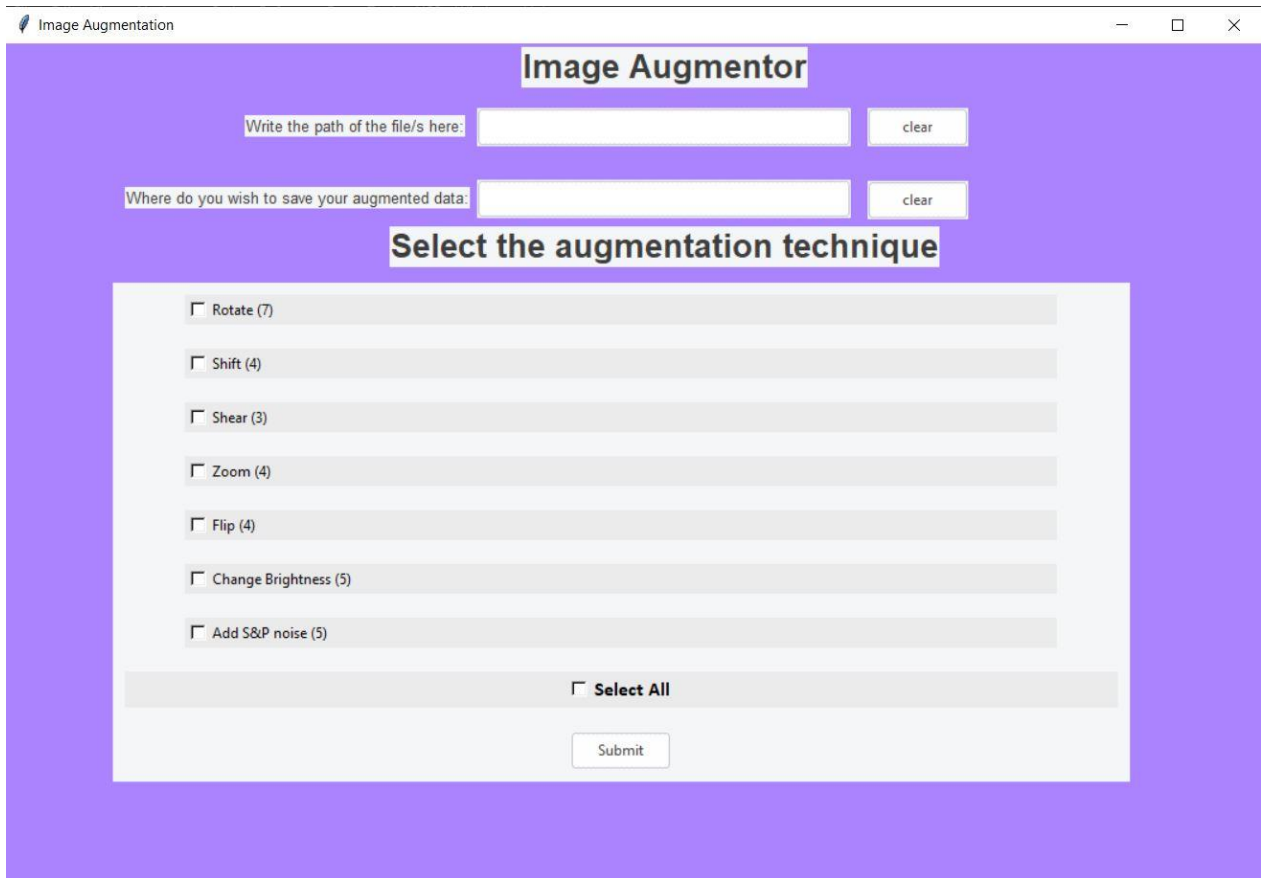 Image Augmentation
Image Augmentor
Write the path of the file/s here:
clear
Where do you wish to save your augmented data:
clear
Select the augmentation technique
Rotate (7)
Shift (4)
Shear (3)
Zoom (4)
Flip (4)
Change Brightness (5)
Add S&P noise (5)
Select All
Submit